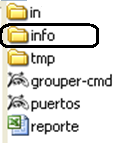 in
info
tmp
grouper-cmd
puertos
reporte